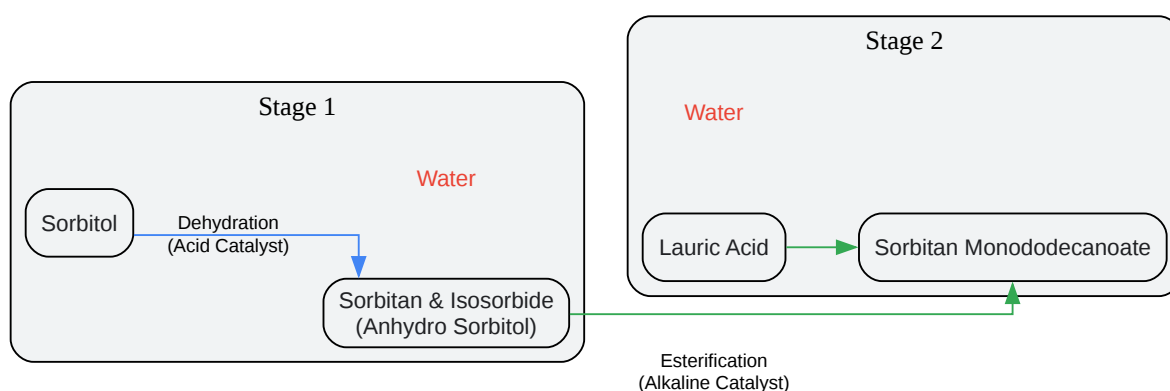 Stage 1
Water
Sorbitol
Dehydration
(Acid Catalyst)
Sorbitan & Isosorbide
(Anhydro Sorbitol)
Stage 2
Water
Lauric Acid
Sorbitan Monododecanoate
Esterification
(Alkaline Catalyst)